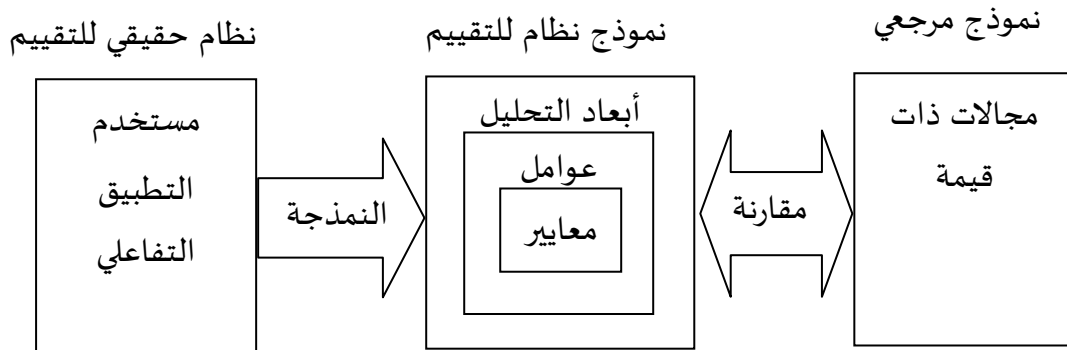 نموذج مرجعي
نموذج نظام للتقييم
نظام حقيقي للتقييم
مجالات ذات
قيمة
مقارنة
أبعاد التحليل
عوامل
معايير
النمذجة
مستخدم
التطبيق
التفاعلي